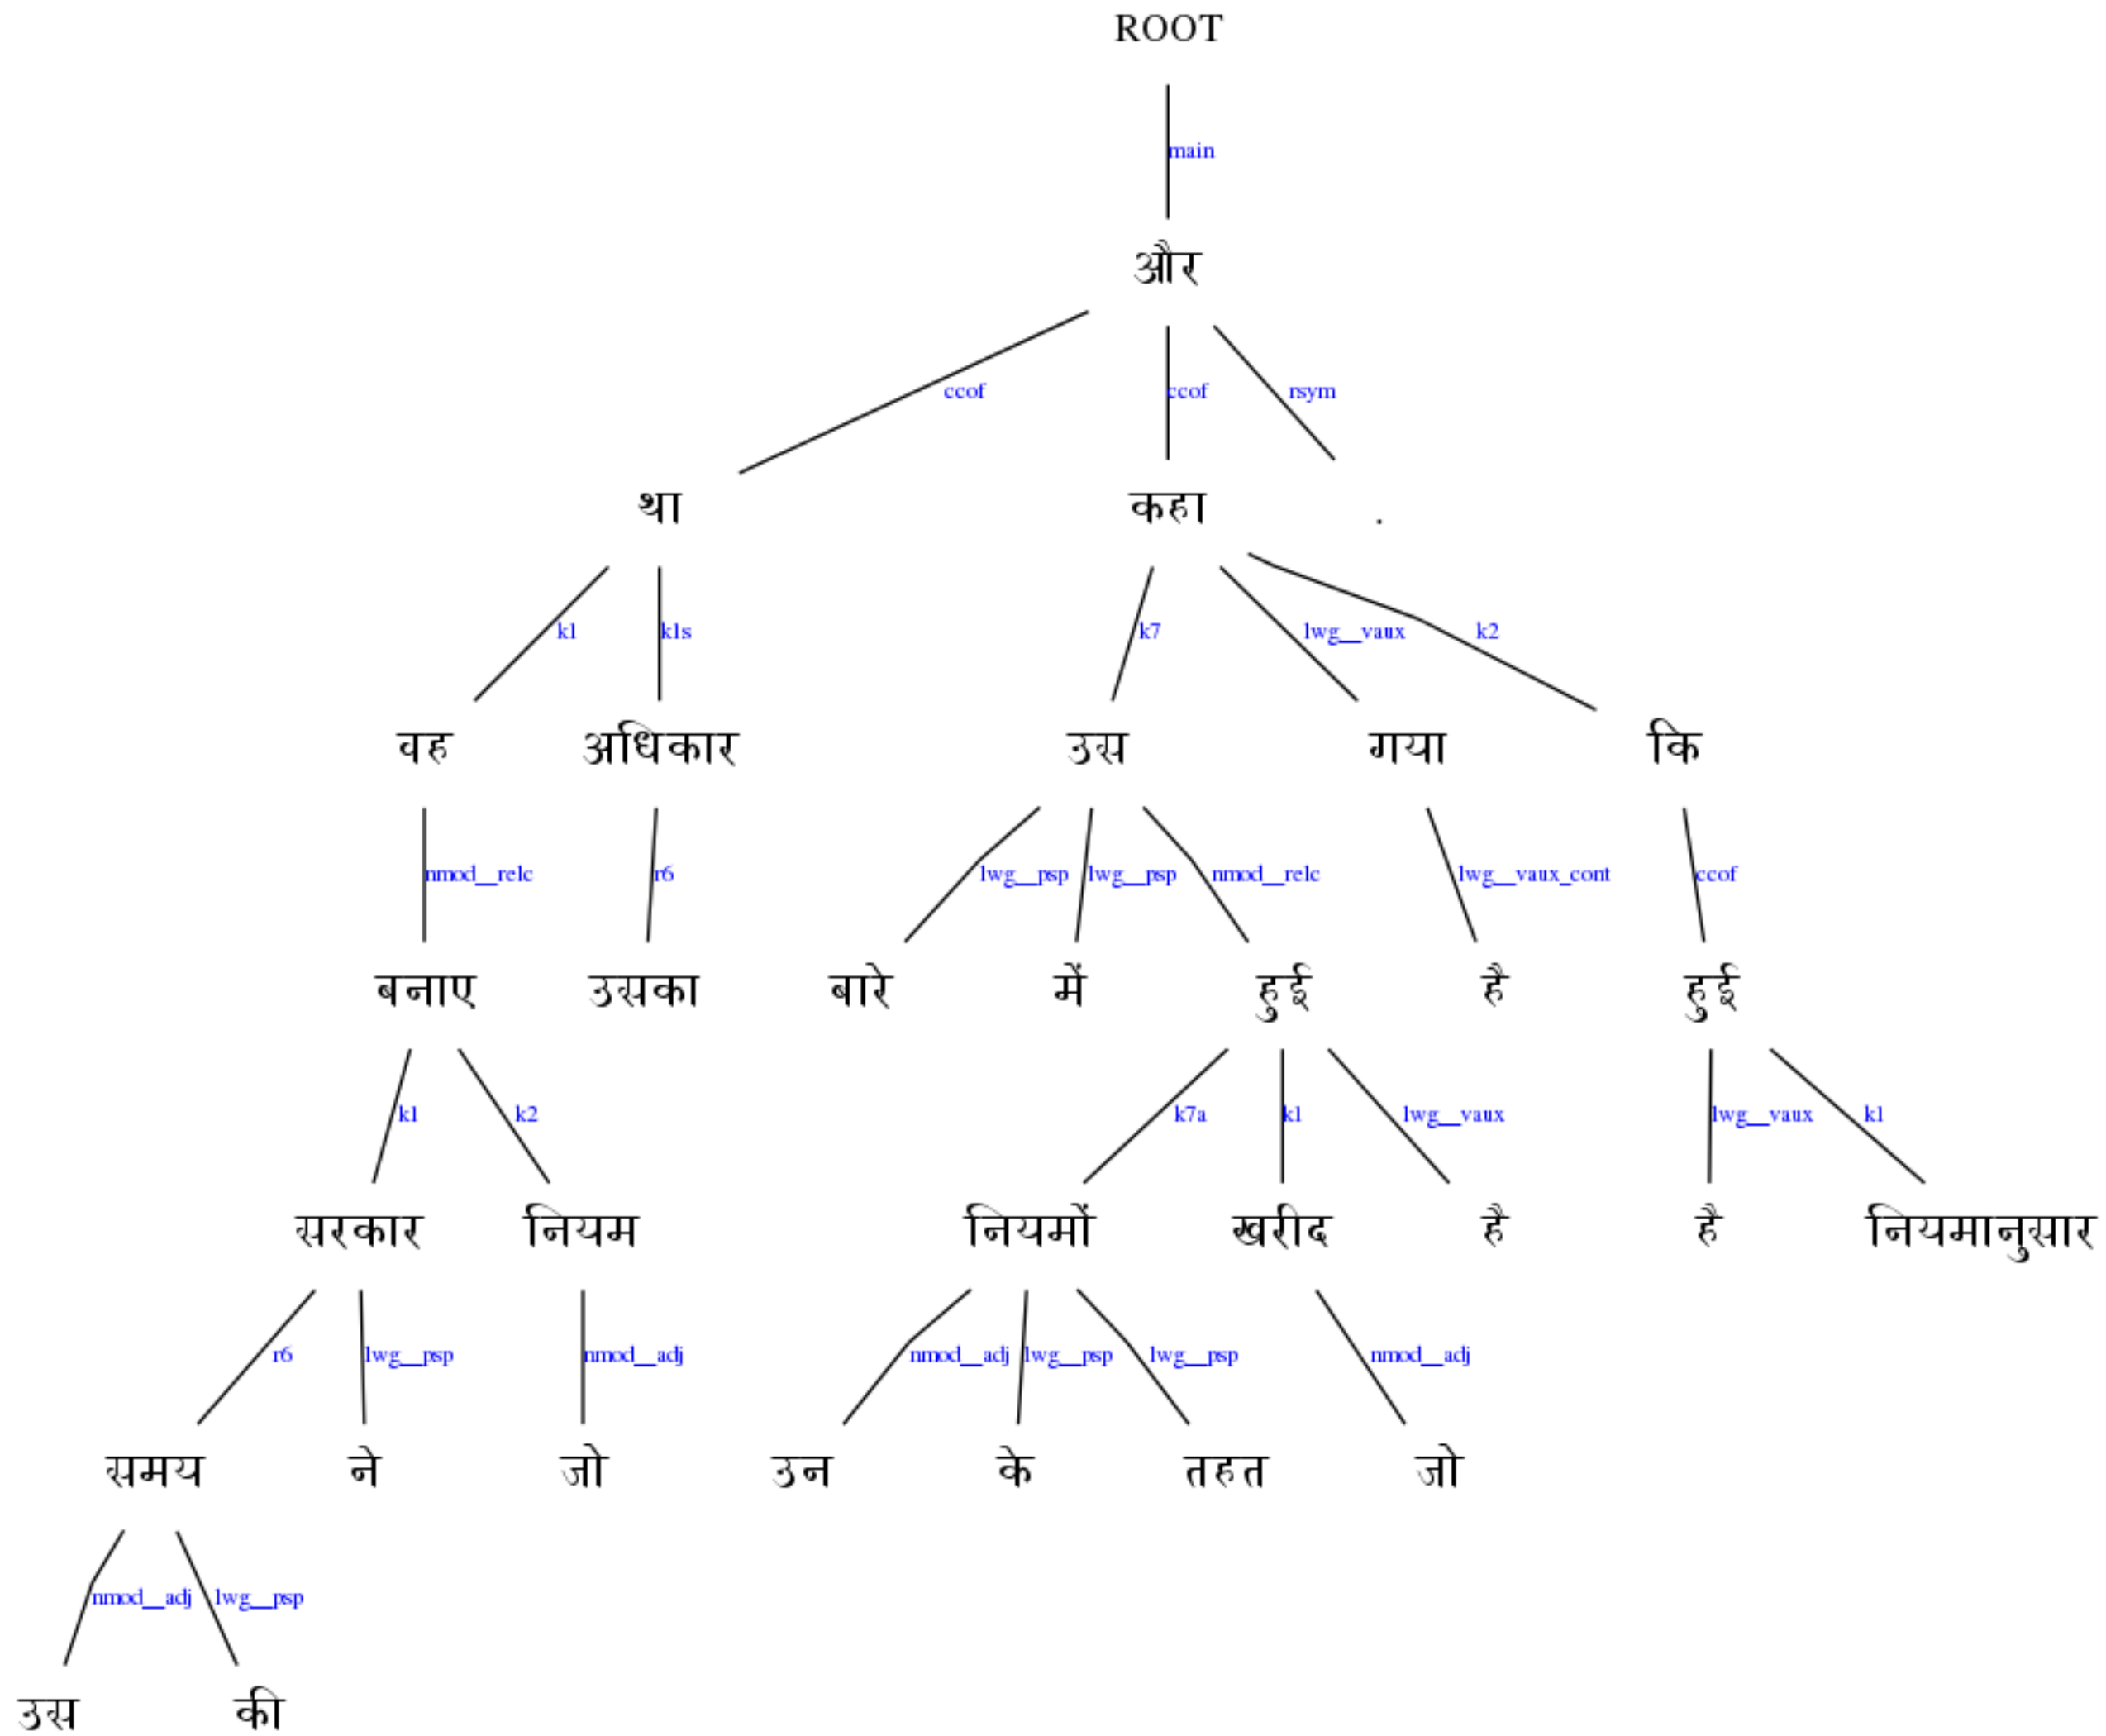 ROOT
main
और
ccof ccof rsym
था कहा .
k1 k1s k7 lwg__vaux k2
वह अधिकार उस गया कि
nmod__relc r6 lwg__psp lwg__psp nmod__relc lwg__vaux_cont ccof
बनाए उसका बारे में हुई है हुई
k1 k2 k7a k1 lwg__vaux lwg__vaux k1
सरकार नियम नियमों खरीद है है नियमानुसार
r6 lwg__psp nmod__adj nmod__adj lwg__psp lwg__psp nmod__adj
समय ने जो उन के तहत जो
nmod__adj lwg__psp
उस की